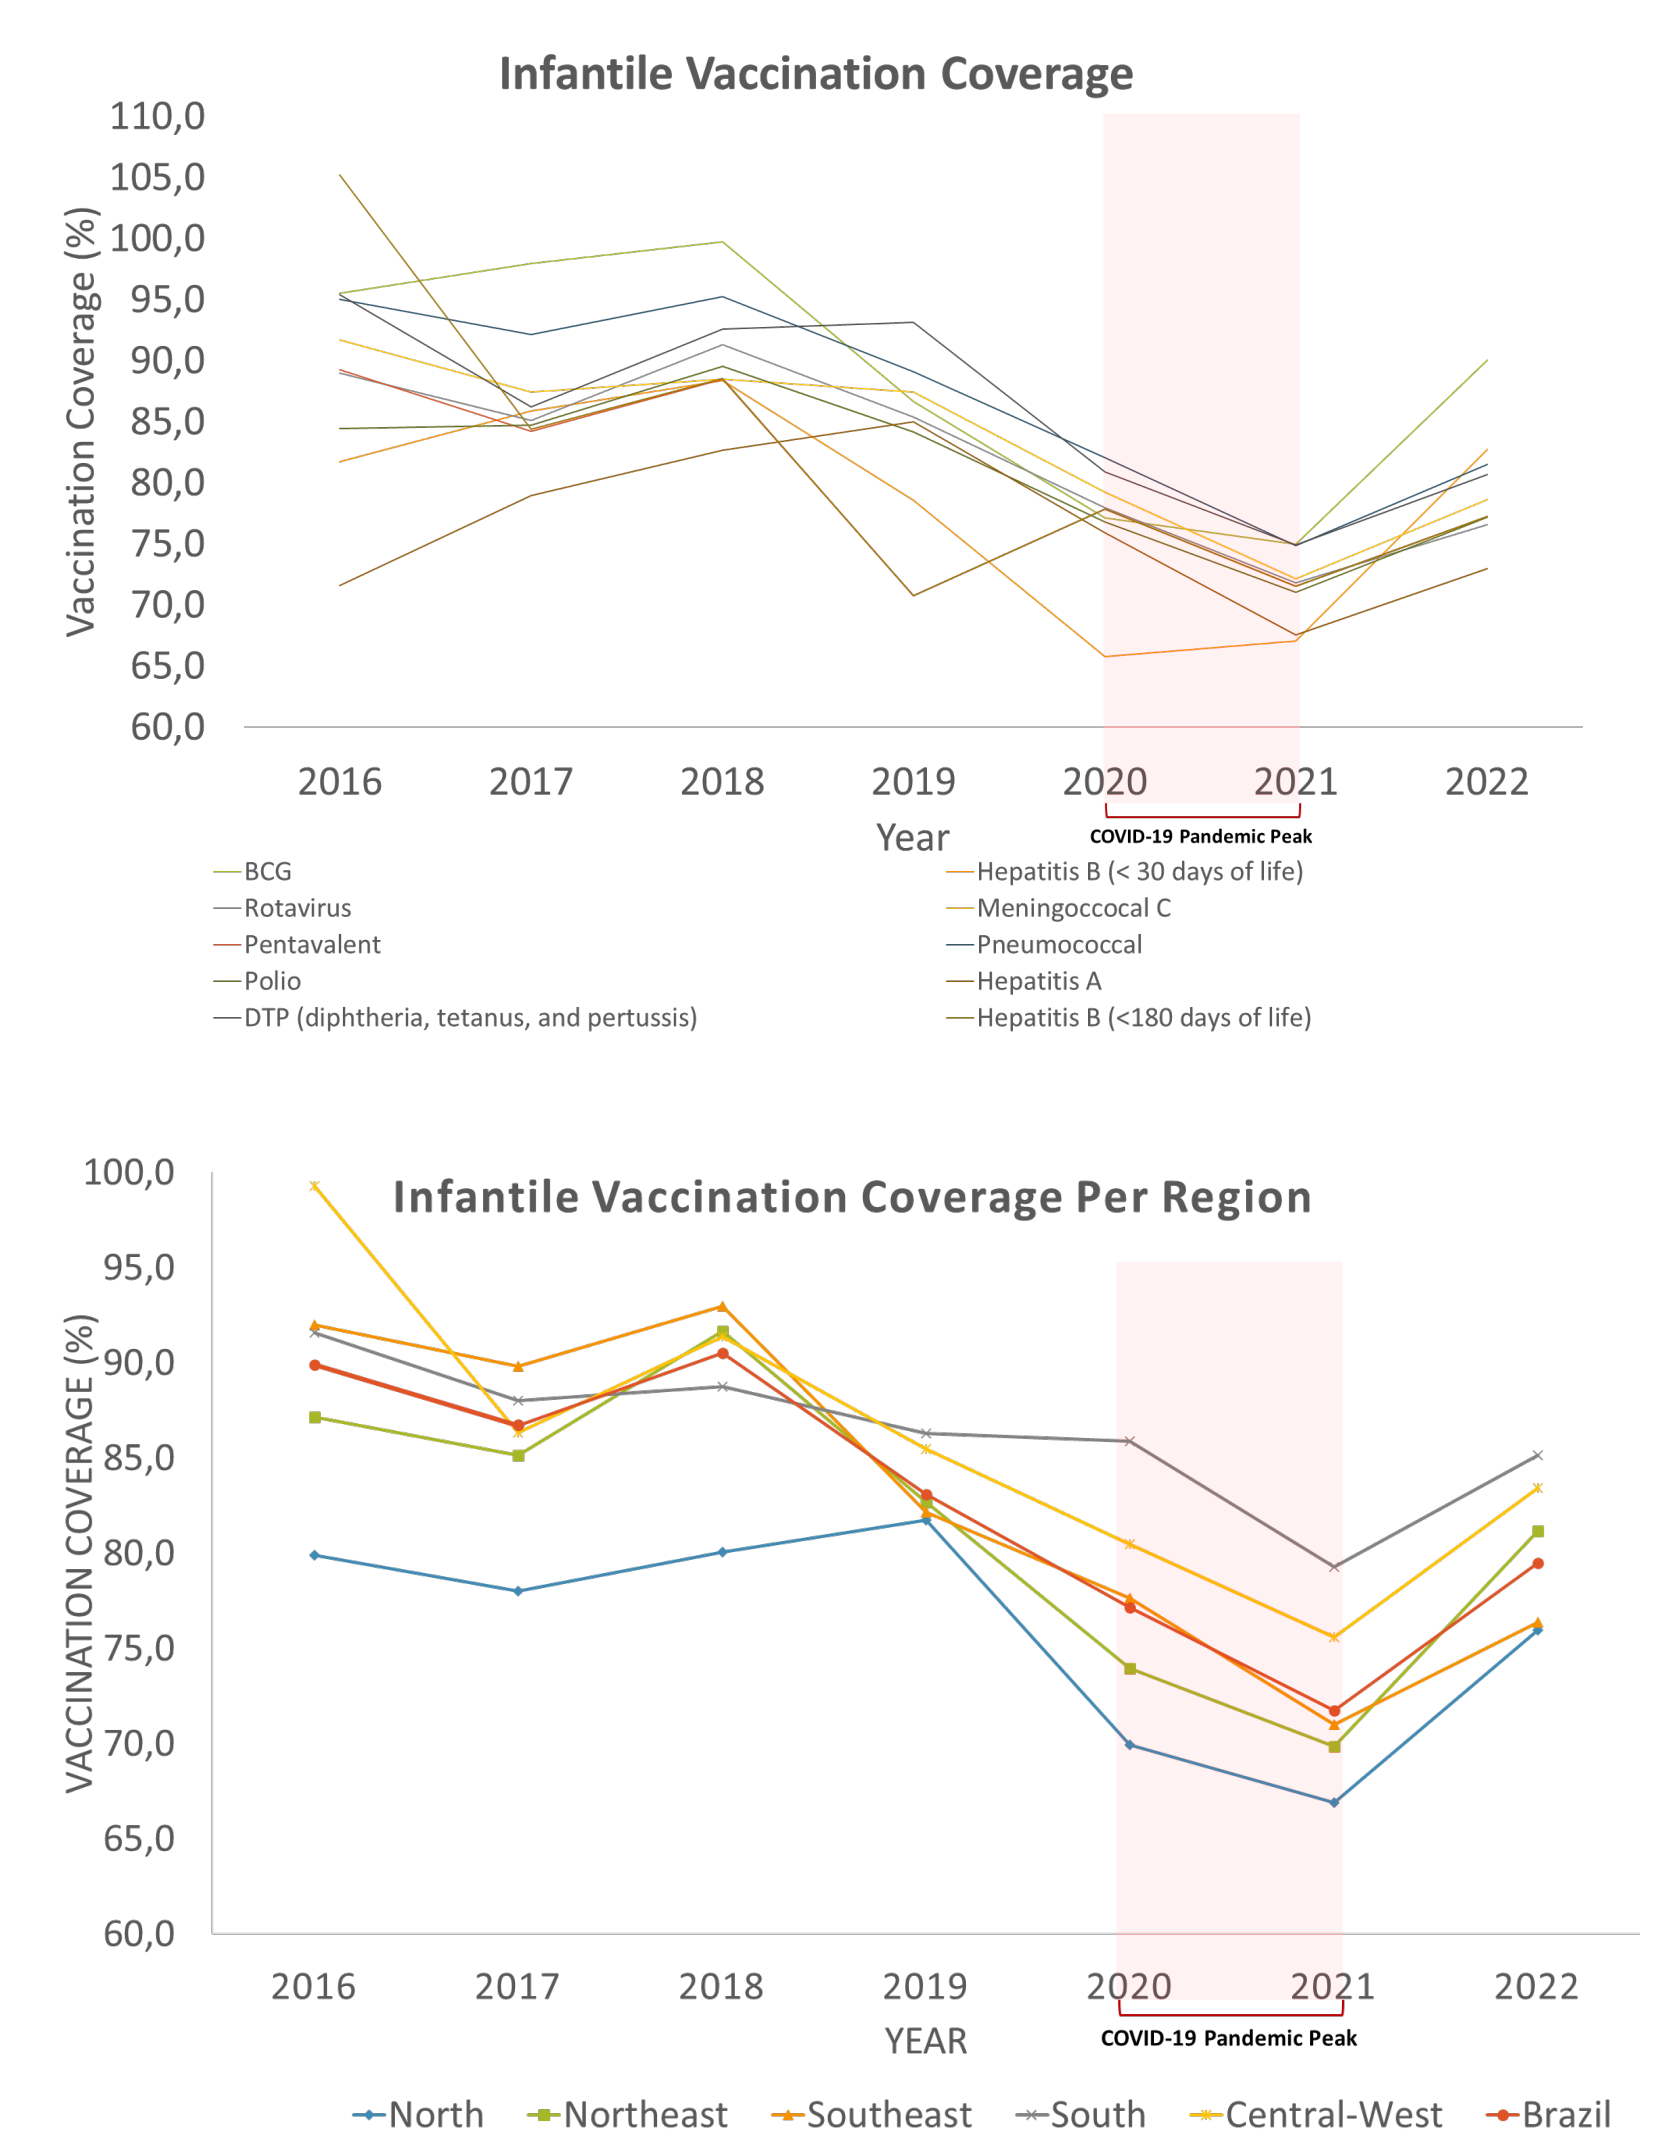 Infantile Vaccination Coverage
110,0
105,0
100,0
95,0
90,0
85,0
80,0
75,0
70,0
65,0
60,0
Vaccination Coverage (%)
2016 2017 2018 2019 2020 2021 2022
Year
COVID-19 Pandemic Peak
BCG Hepatitis B (< 30 days of life)
Rotavirus Meningoccocal C
Pentavalent Pneumococcal
Polio Hepatitis A
DTP (diphtheria, tetanus, and pertussis) Hepatitis B (<180 days of life)
Infantile Vaccination Coverage Per Region
100,0
95,0
90,0
85,0
80,0
75,0
70,0
65,0
60,0
VACCINATION COVERAGE (%)
2016 2017 2018 2019 2020 2021 2022
YEAR
COVID-19 Pandemic Peak
North Northeast Southeast South Central-West Brazil